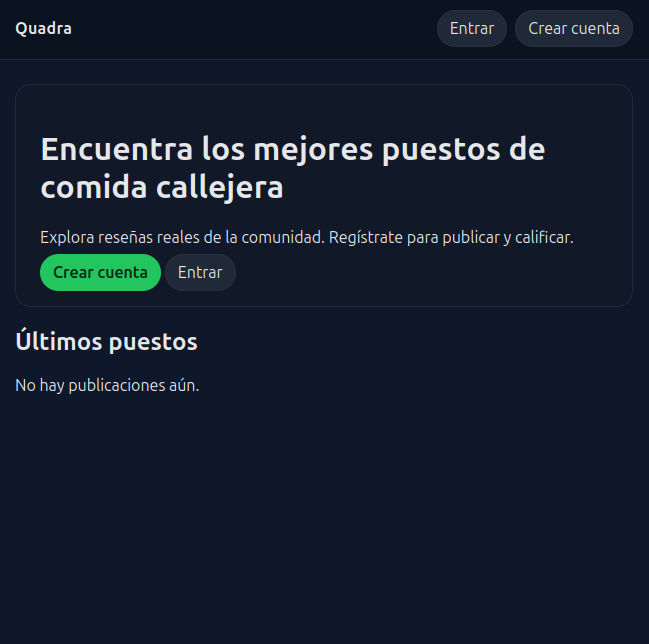 Quadra
Entrar
Crear cuenta
Encuentra los mejores puestos de
comida callejera
Explora reseñas reales de la comunidad. Regístrate para publicar y calificar.
Crear cuenta
Entrar
Últimos puestos
No hay publicaciones aún.